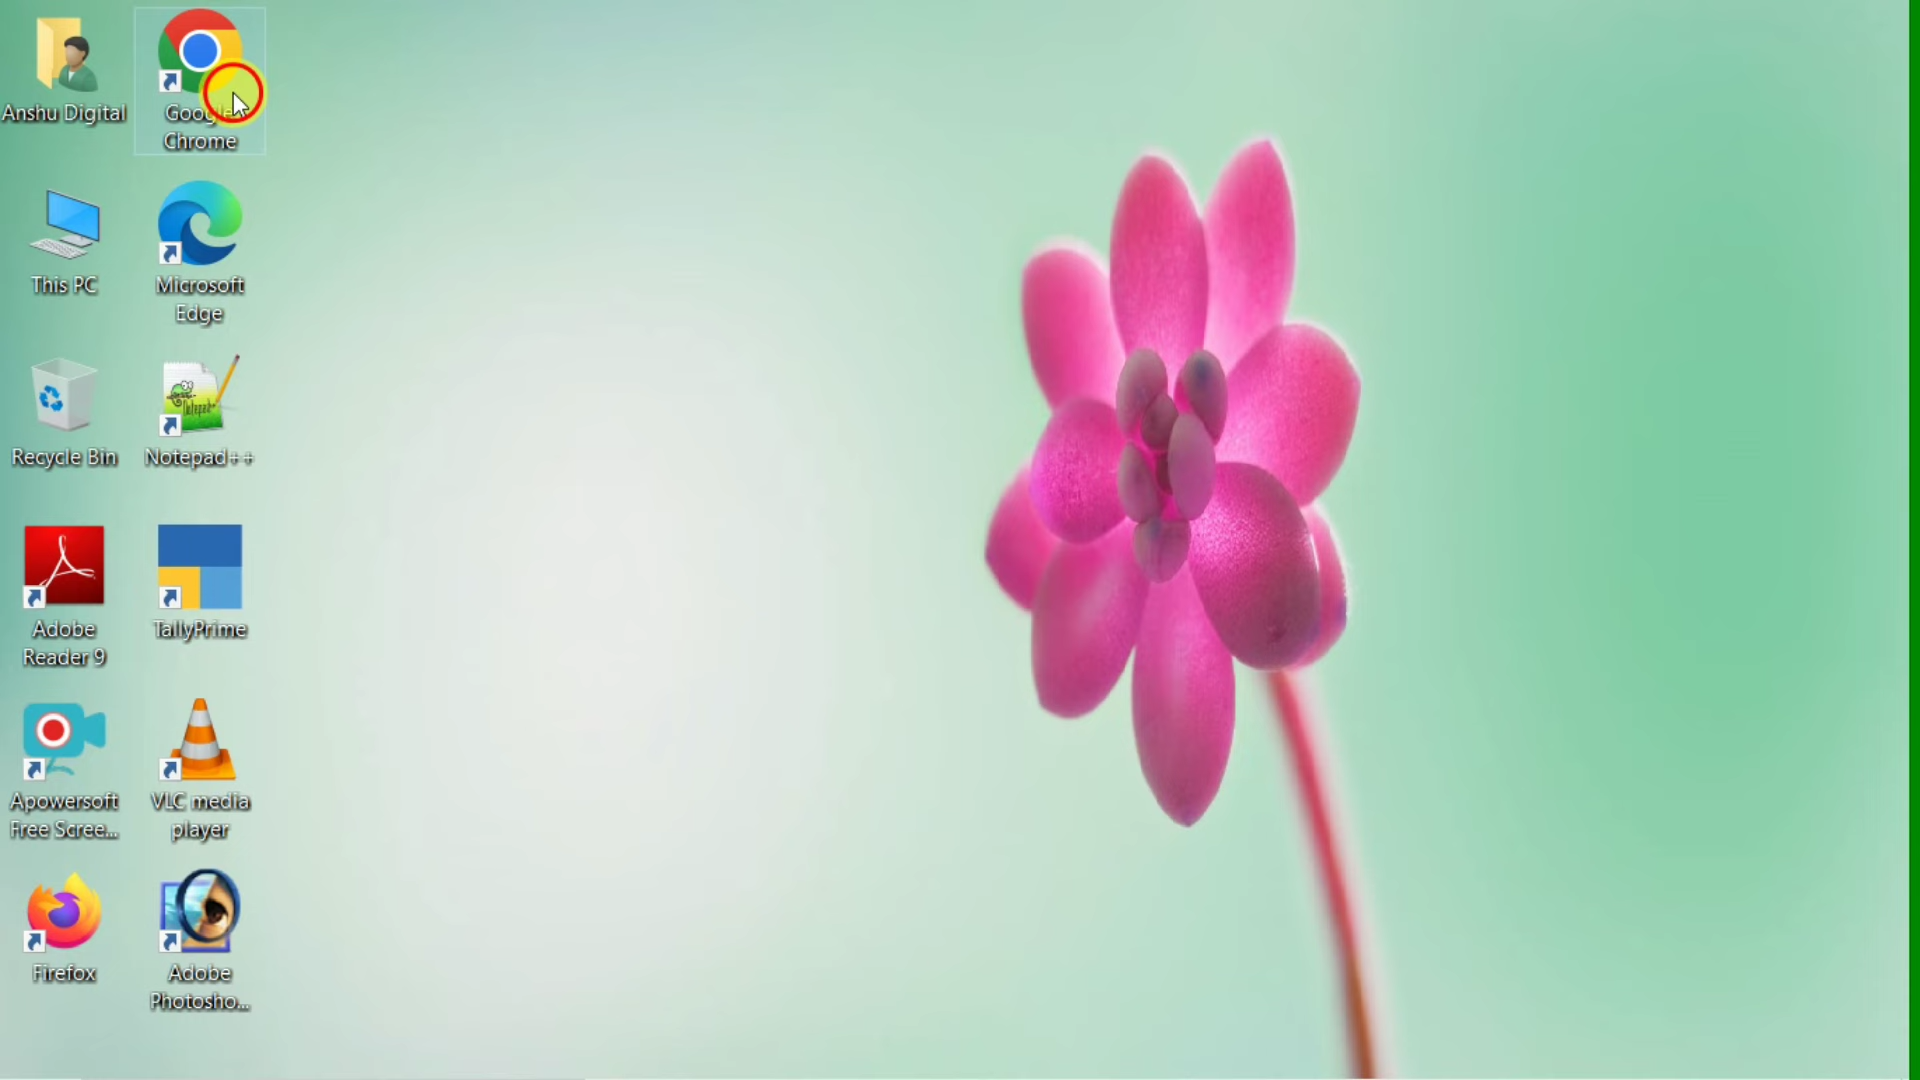 Anshu Digital
Google
Chrome
This PC
Microsoft
Edge
Recycle Bin
Notepad++
Adobe
Reader 9
TallyPrime
Apowersoft
Free Scree...
VLC media
player
Firefox
Adobe
Photosho...